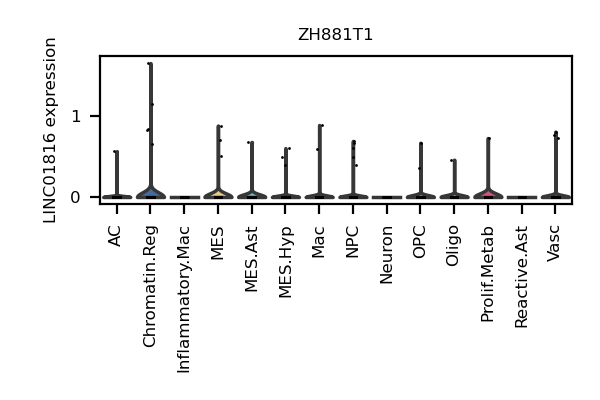 ZH881T1
LINC01816 expression
1
0
AC
Chromatin.Reg
Inflammatory.Mac
MES
MES.Ast
MES.Hyp
Mac
NPC
Neuron
OPC
Oligo
Prolif.Metab
Reactive.Ast
Vasc